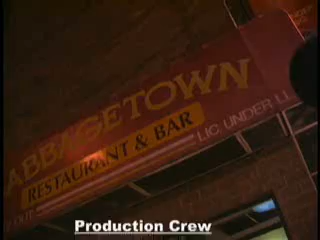 ABBAGETOWN
RESTAURANT & BAR
LIC UNDER LL
Production Crew